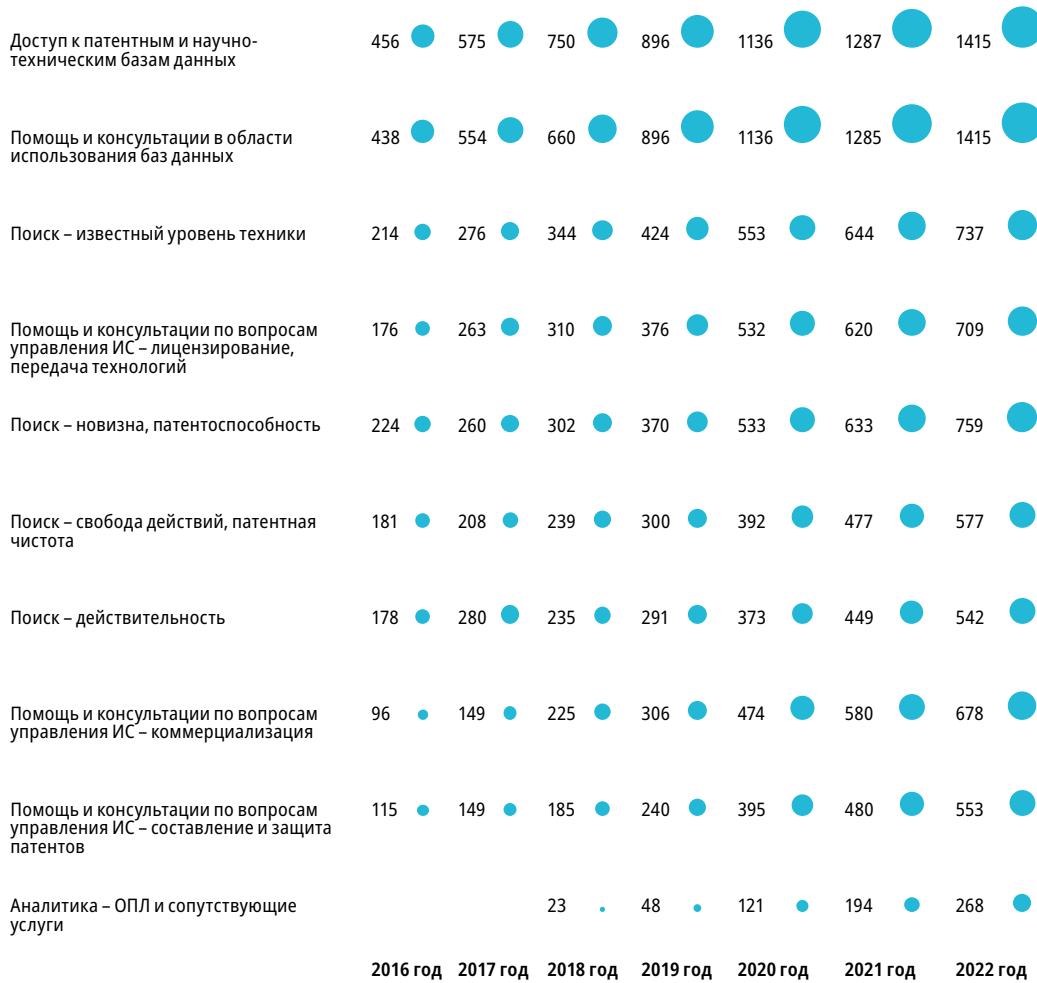 Доступ к патентным и научно-
техническим базам данных
456 575 750 896 1136 1287 1415
Помощь и консультации в области
использования баз данных
438 554 660 896 1136 1285 1415
Поиск – известный уровень техники
214 276 344 424 553 644 737
Помощь и консультации по вопросам
управления ИС – лицензирование,
передача технологий
176 263 310 376 532 620 709
Поиск – новизна, патентоспособность
224 260 302 370 533 633 759
Поиск – свобода действий, патентная
чистота
181 208 239 300 392 477 577
Поиск – действительность
178 280 235 291 373 449 542
Помощь и консультации по вопросам
управления ИС – коммерциализация
96 149 225 306 474 580 678
Помощь и консультации по вопросам
управления ИС – составление и защита
патентов
115 149 185 240 395 480 553
Аналитика – ОПЛ и сопутствующие
услуги
23 48 121 194 268
2016 год 2017 год 2018 год 2019 год 2020 год 2021 год 2022 год